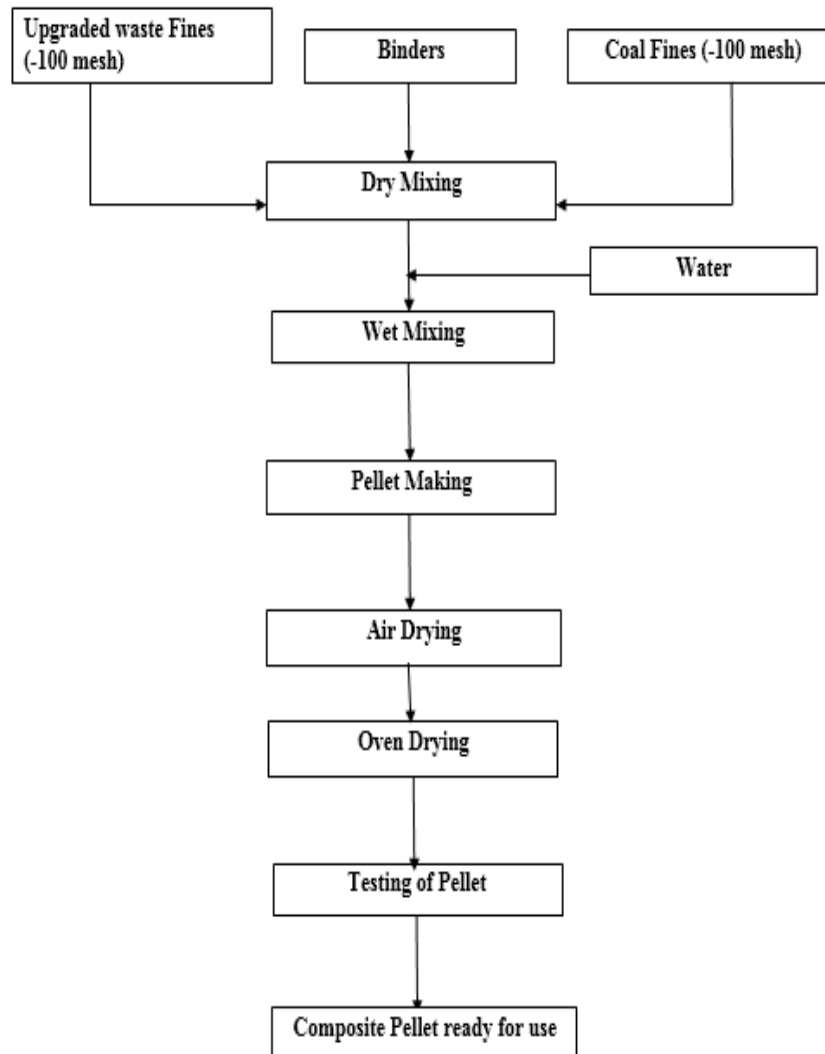 Upgraded waste Fines
(-100 mesh)
Binders
Coal Fines (-100 mesh)
Dry Mixing
Water
Wet Mixing
Pellet Making
Air Drying
Oven Drying
Testing of Pellet
Composite Pellet ready for use